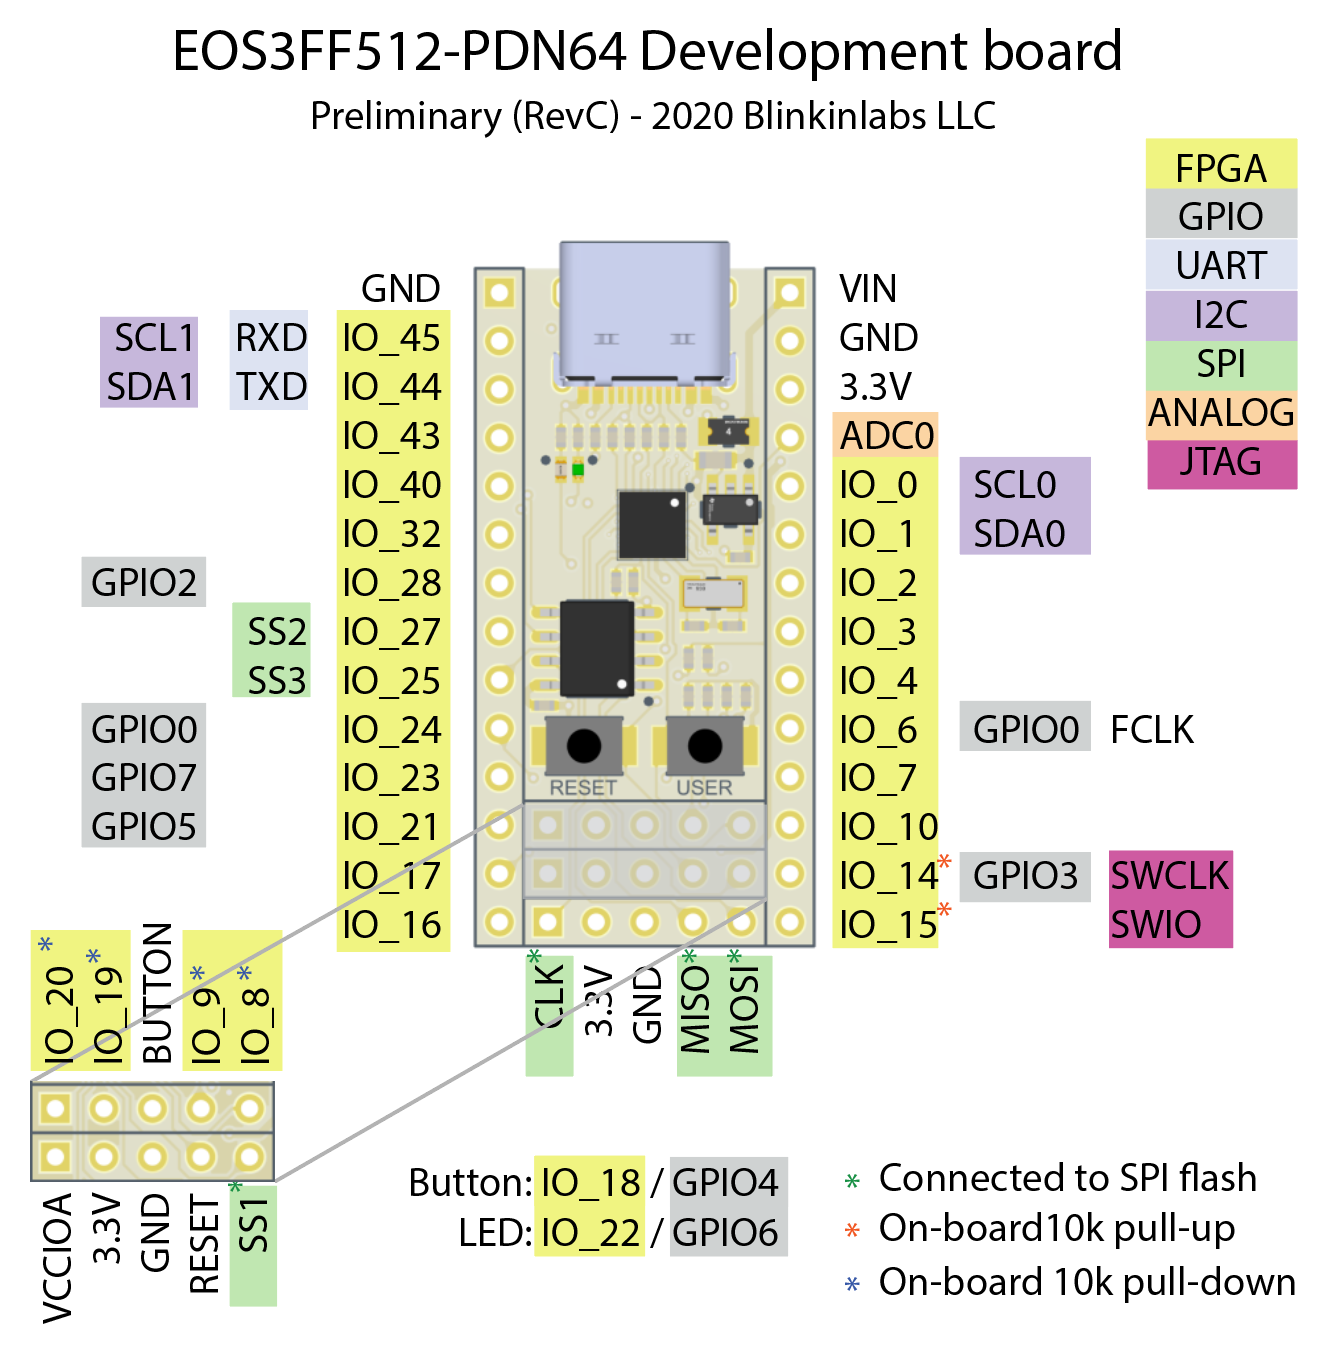 EOS3FF512-PDN64 Development board
Preliminary (RevC) - 2020 Blinkinlabs LLC
FPGA
GPIO
UART
I2C
SPI
ANALOG
JTAG
GND
SCL1 RXD IO_45
SDA1 TXD IO_44
IO_43
IO_40
IO_32
GPIO2 IO_28
SS2 IO_27
SS3 IO_25
GPIO0 IO_24
GPIO7 IO_23
GPIO5 IO_21
IO_17
IO_16
4
RESET USER
VIN
GND
3.3V
ADC0
IO_0 SCL0
IO_1 SDA0
IO_2
IO_3
IO_4
IO_6 GPIO0 FCLK
IO_7
IO_10
IO_14* GPIO3 SWCLK
IO_15* SWIO
IO_20*
IO_19*
BUTTON
IO_9*
IO_8*
CLK*
3.3V
GND
MISO*
MOSI*
VCCIOA
3.3V
GND
RESET
SS1*
Button: IO_18 / GPIO4
LED: IO_22 / GPIO6
* Connected to SPI flash
* On-board10k pull-up
* On-board 10k pull-down